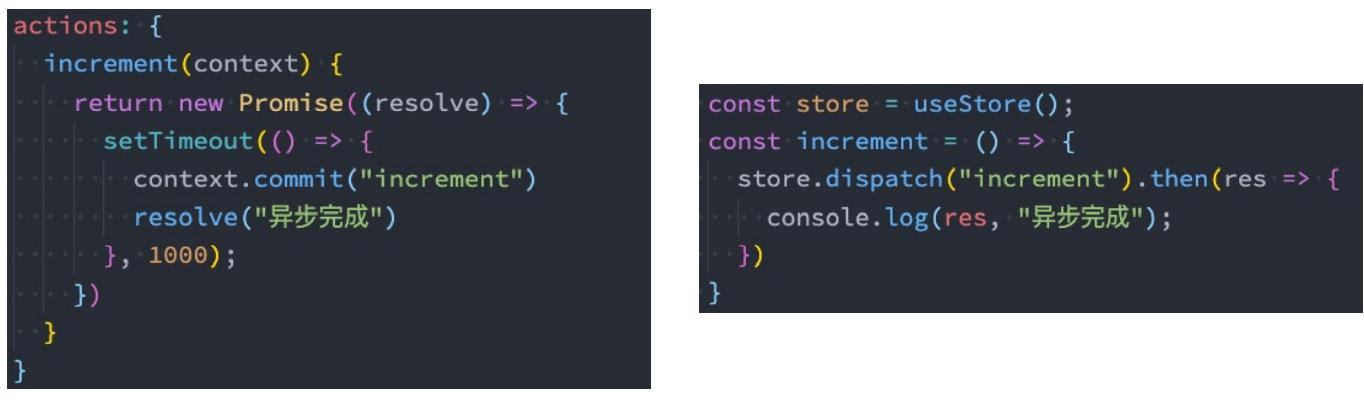 actions: {
  increment(context) {
    return new Promise((resolve) => {
      setTimeout(() => {
        context.commit("increment")
        resolve("异步完成")
      }, 1000);
    })
  }
}
const store = useStore();
const increment = () => {
  store.dispatch("increment").then(res => {
    console.log(res, "异步完成");
  })
}